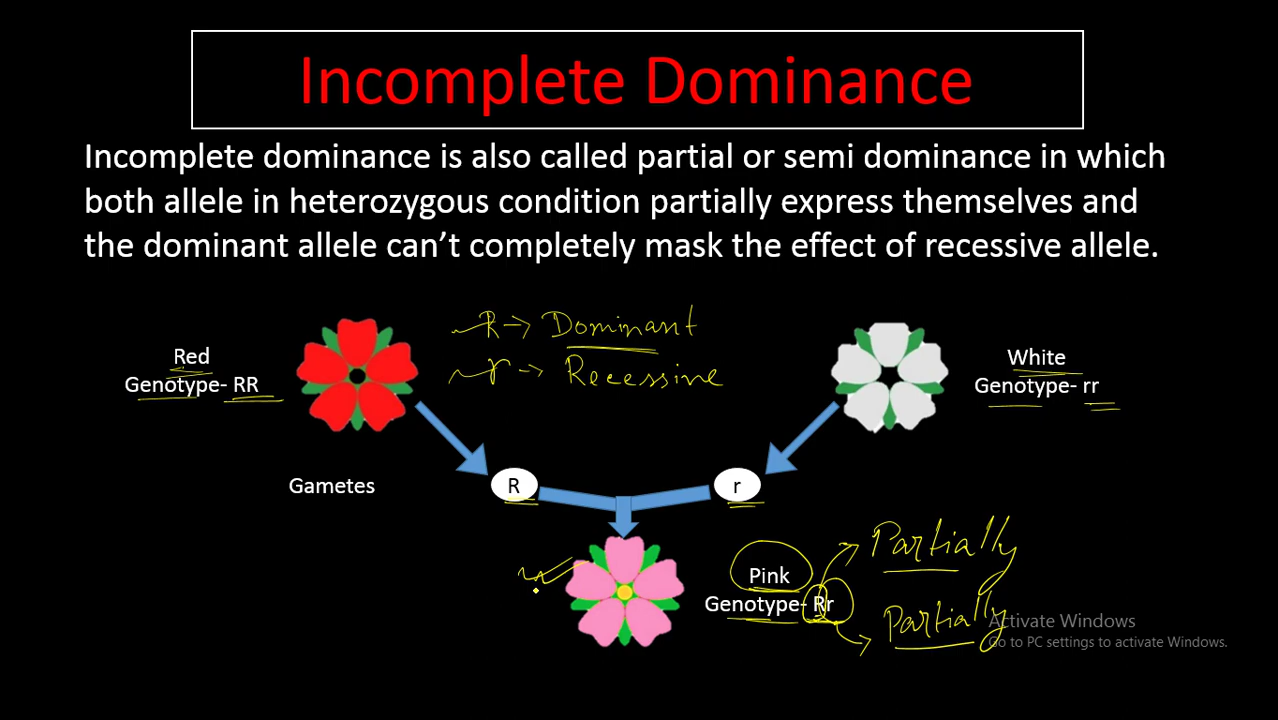 Incomplete Dominance
Incomplete dominance is also called partial or semi dominance in which
both allele in heterozygous condition partially express themselves and
the dominant allele can't completely mask the effect of recessive allele.
R → Dominant
r → Recessive
Red
Genotype- RR
White
Genotype- rr
Gametes
R
r
Partially
Pink
Genotype- Rr
Partially
Activate Windows
Go to PC settings to activate Windows.